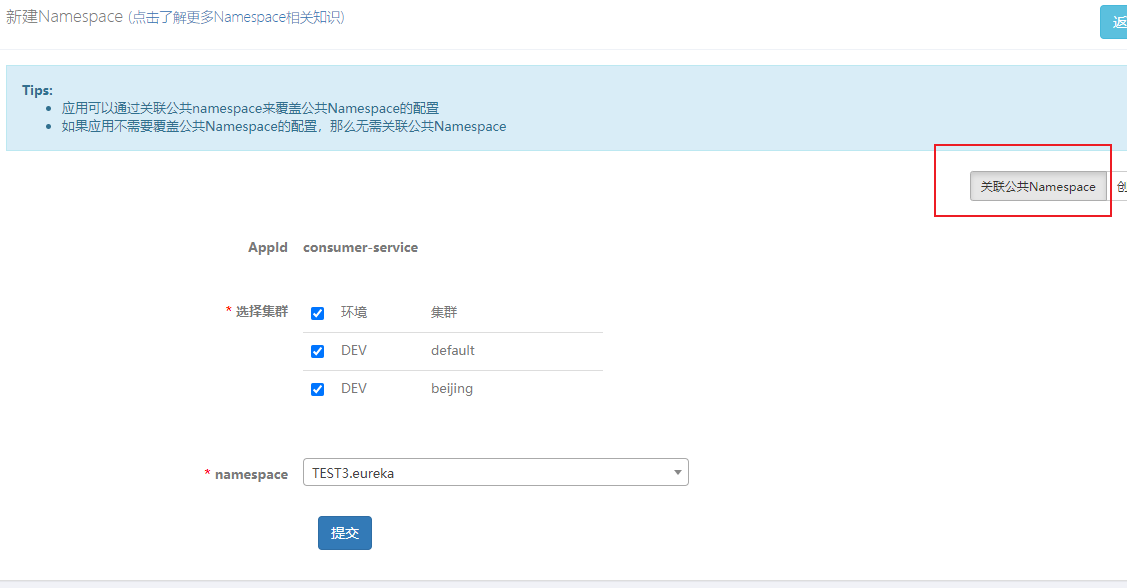 新建Namespace (点击了解更多Namespace相关知识)
返
Tips:
应用可以通过关联公共namespace来覆盖公共Namespace的配置
如果应用不需要覆盖公共Namespace的配置，那么无需关联公共Namespace
关联公共Namespace
创
AppId consumer-service
* 选择集群 环境 集群
DEV default
DEV beijing
* namespace TEST3.eureka
提交